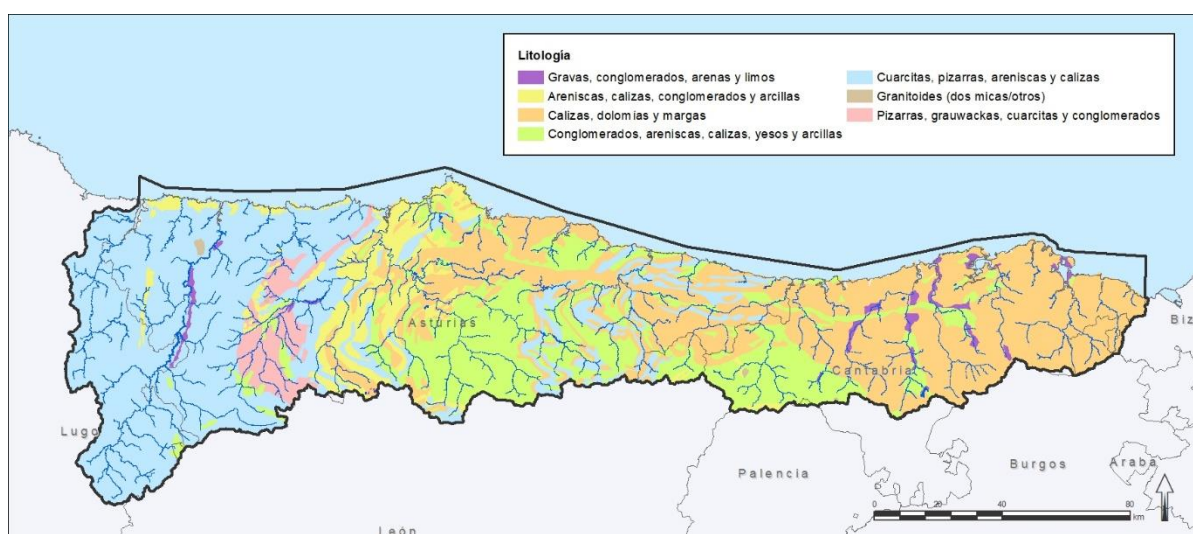 Litología
Gravas, conglomerados, arenas y limos
Areniscas, calizas, conglomerados y arcillas
Calizas, dolomías y margas
Conglomerados, areniscas, calizas, yesos y arcillas
Cuarcitas, pizarras, areniscas y calizas
Granitoides (dos micas/otros)
Pizarras, grauwackas, cuarcitas y conglomerados
Asturias
Cantabria
Biz
Lugo
Palencia
Burgos
Araba
León
0 20 40 80
km